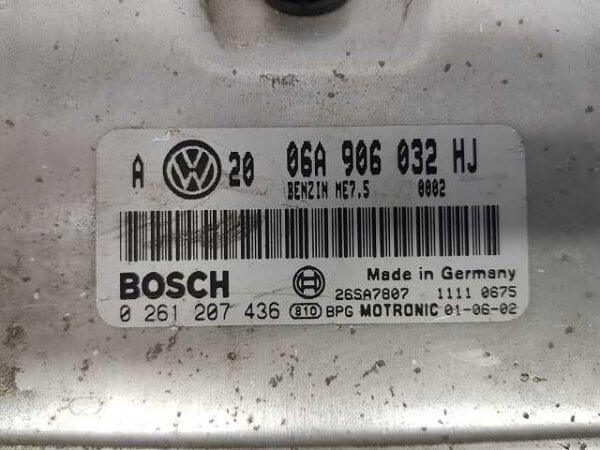 A VW 20 06A 906 032 HJ
BENZIN ME7.5 0002
BOSCH Made in Germany
26SA7807 1111 0675
0 261 207 436 810 BPG MOTRONIC 01-06-02